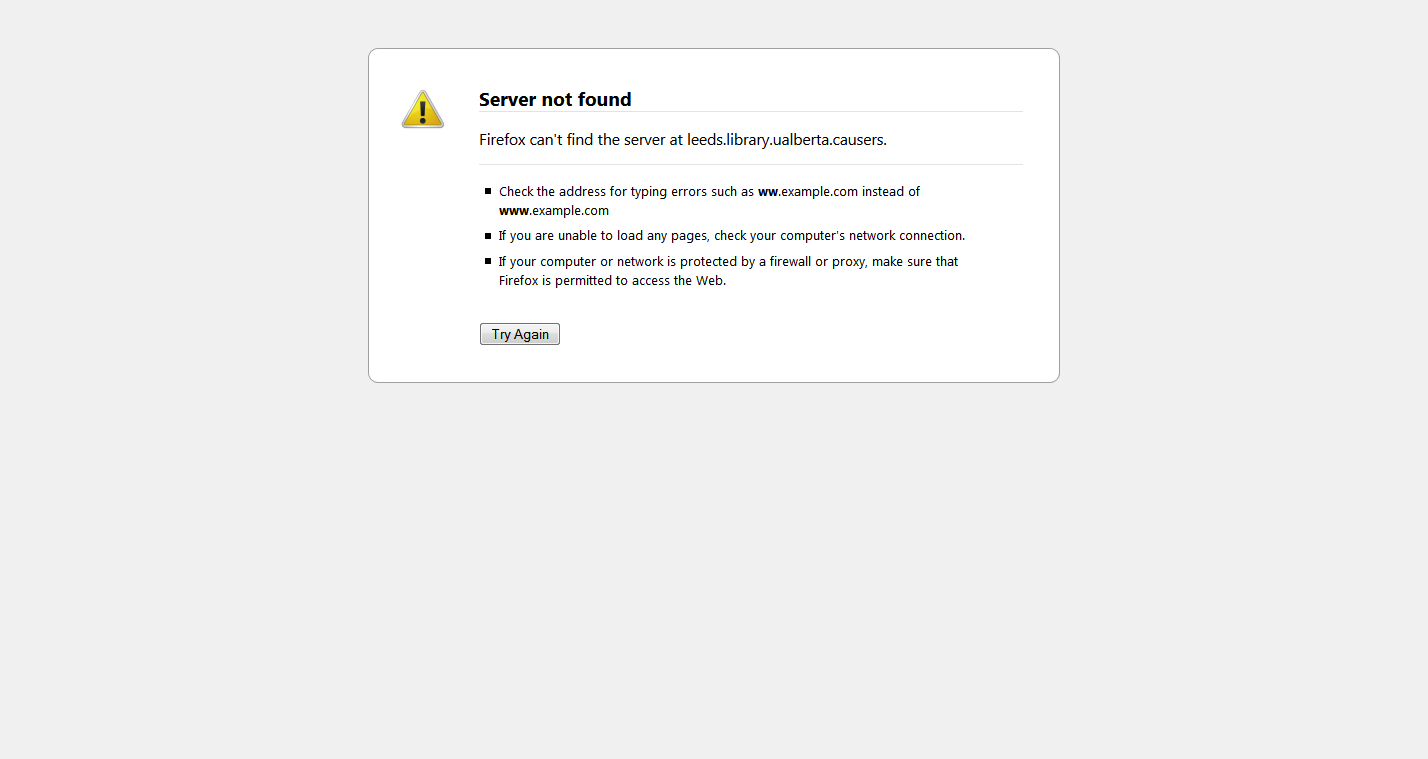 Server not found
Firefox can't find the server at leeds.library.ualberta.causers.
Check the address for typing errors such as ww.example.com instead of
www.example.com
If you are unable to load any pages, check your computer's network connection.
If your computer or network is protected by a firewall or proxy, make sure that
Firefox is permitted to access the Web.
Try Again